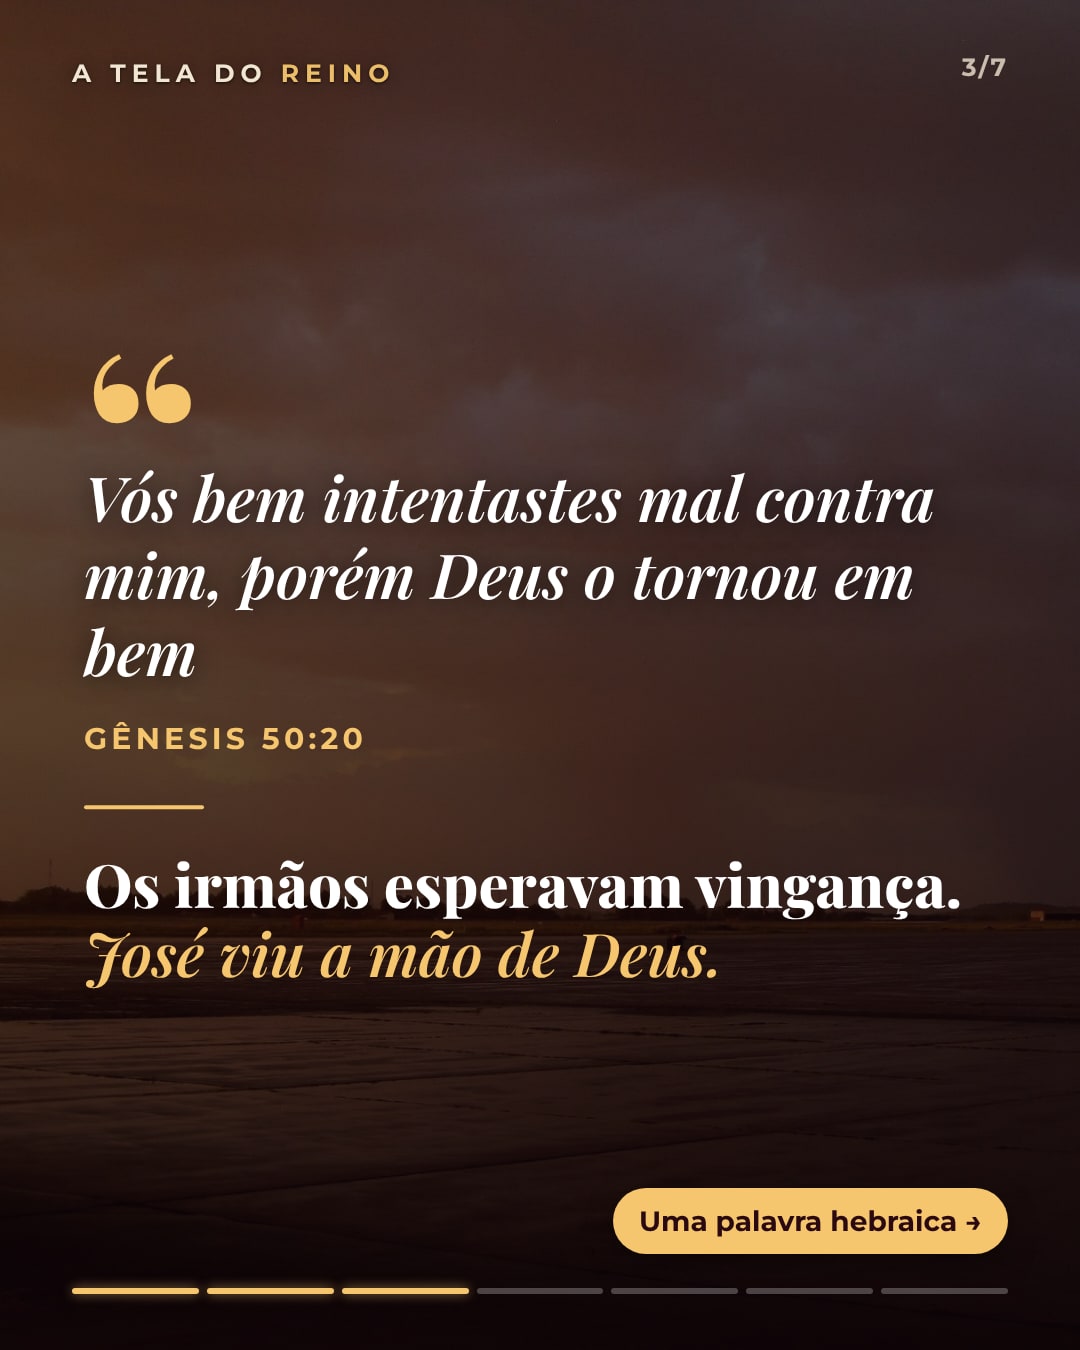 A TELA DO REINO
3/7
“
Vós bem intentastes mal contra
mim, porém Deus o tornou em
bem
GÊNESIS 50:20
Os irmãos esperavam vingança.
José viu a mão de Deus.
Uma palavra hebraica →